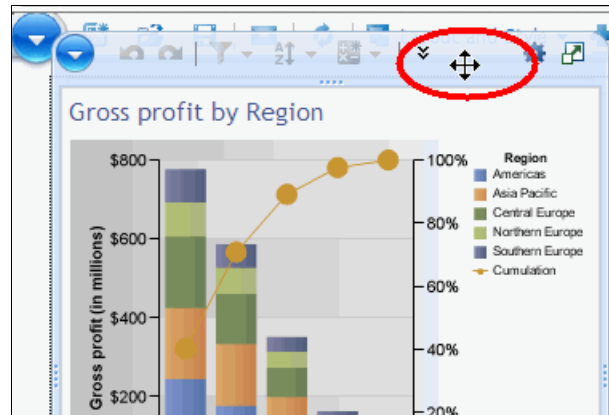 Gross profit by Region
$800
$600
$400
$200
Gross profit (in millions)
100%
80%
60%
40%
20%
Region
Americas
Asia Pacific
Central Europe
Northern Europe
Southern Europe
Cumulation